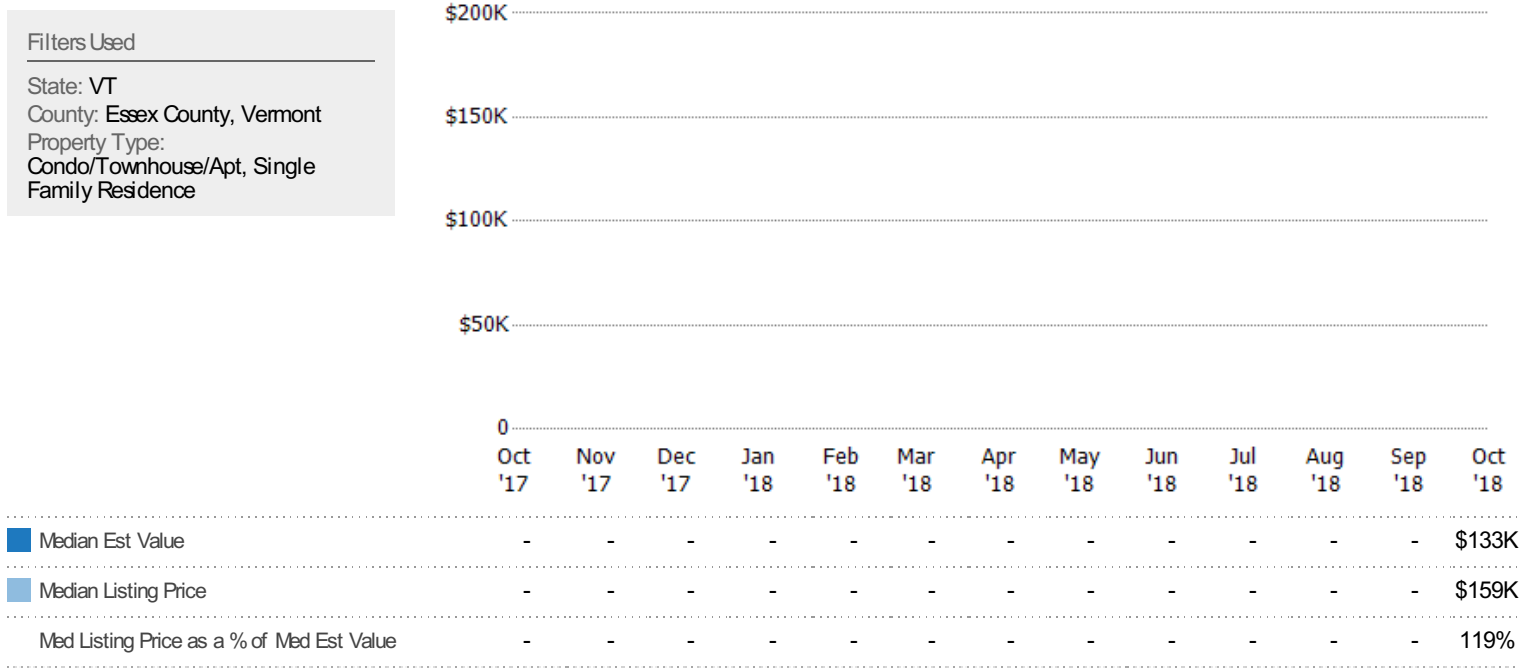 Filters Used
State: VT
County: Essex County, Vermont
Property Type:
Condo/Townhouse/Apt, Single
Family Residence
$200K
$150K
$100K
$50K
0
Oct Nov Dec Jan Feb Mar Apr May Jun Jul Aug Sep Oct
'17 '17 '17 '18 '18 '18 '18 '18 '18 '18 '18 '18 '18
Median Est Value - - - - - - - - - - - - $133K
Median Listing Price - - - - - - - - - - - - $159K
Med Listing Price as a % of Med Est Value - - - - - - - - - - - - 119%